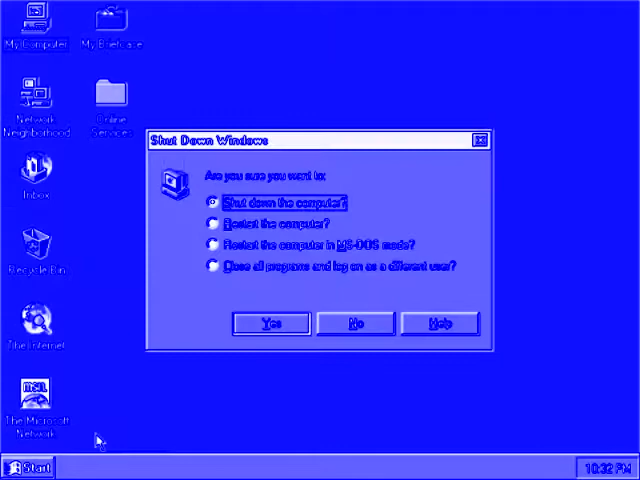 My Computer
My Briefcase
Network
Neighborhood
Online
Services
Inbox
Recycle Bin
The Internet
msn.
The Microsoft
Network
Shut Down Windows
Are you sure you want to:
Shut down the computer?
Restart the computer?
Restart the computer in MS-DOS mode?
Close all programs and log on as a different user?
Yes
No
Help
Start
10:32 PM